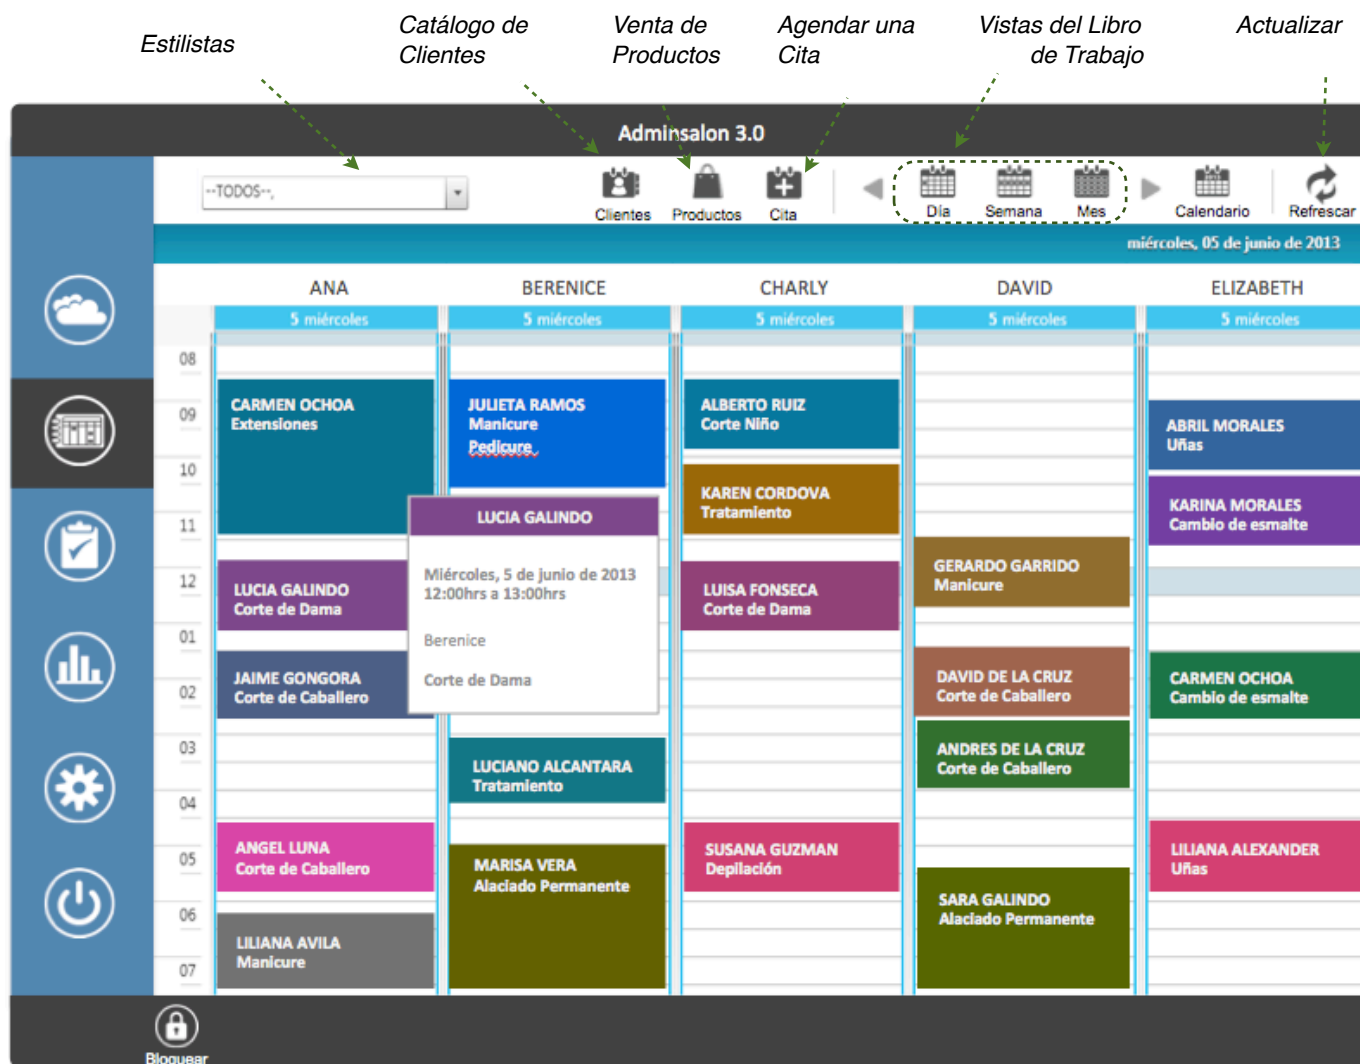 Estilistas
Catálogo de
Clientes
Venta de
Productos
Agendar una
Cita
Vistas del Libro
de Trabajo
Actualizar
Adminsalon 3.0
--TODOS--,
Clientes
Productos
Cita
Día
Semana
Mes
Calendario
Refrescar
miércoles, 05 de junio de 2013
ANA
BERENICE
CHARLY
DAVID
ELIZABETH
5 miércoles
5 miércoles
5 miércoles
5 miércoles
5 miércoles
08
09
10
11
12
01
02
03
04
05
06
07
CARMEN OCHOA
Extensiones
LUCIA GALINDO
Corte de Dama
JAIME GONGORA
Corte de Caballero
ANGEL LUNA
Corte de Caballero
LILIANA AVILA
Manicure
JULIETA RAMOS
Manicure
Pedicure,
LUCIA GALINDO
Miércoles, 5 de junio de 2013
12:00hrs a 13:00hrs
Berenice
Corte de Dama
LUCIANO ALCANTARA
Tratamiento
MARISA VERA
Alaciado Permanente
ALBERTO RUIZ
Corte Niño
KAREN CORDOVA
Tratamiento
LUISA FONSECA
Corte de Dama
SUSANA GUZMAN
Depilación
GERARDO GARRIDO
Manicure
DAVID DE LA CRUZ
Corte de Caballero
ANDRES DE LA CRUZ
Corte de Caballero
SARA GALINDO
Alaciado Permanente
ABRIL MORALES
Uñas
KARINA MORALES
Cambio de esmalte
CARMEN OCHOA
Cambio de esmalte
LILIANA ALEXANDER
Uñas
Bloquear